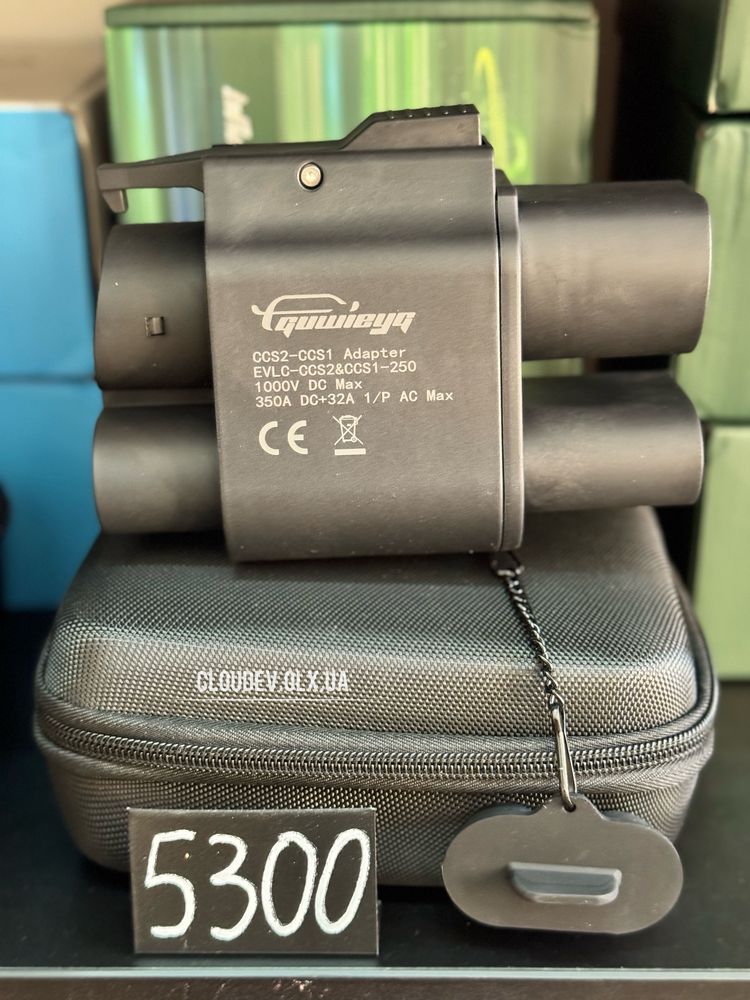 Guwieyg
CCS2-CCS1 Adapter
EVLC-CCS2&CCS1-250
1000V DC Max
350A DC+32A 1/P AC Max
CE
CLOUDEV.OLX.UA
5300